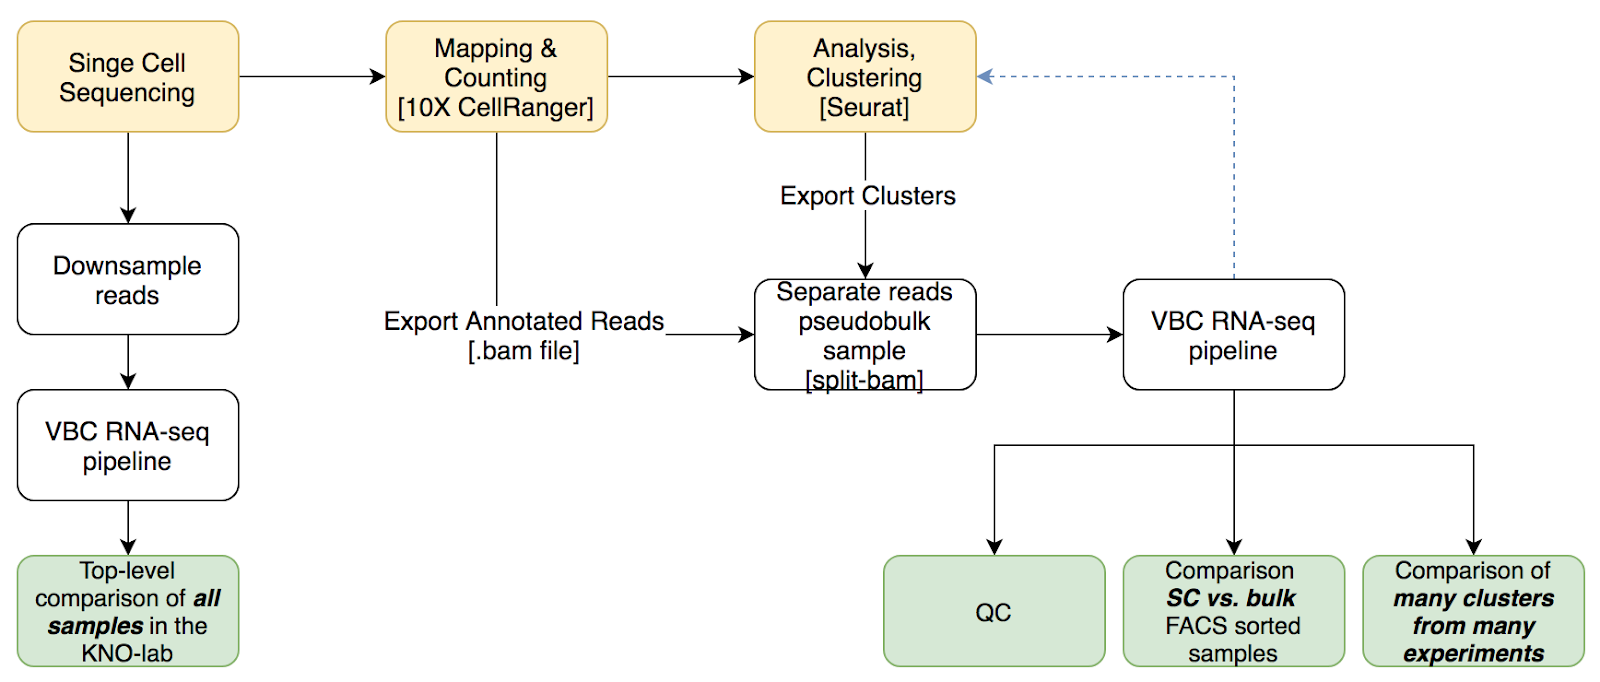 Singe Cell
Sequencing
Mapping &
Counting
[10X CellRanger]
Analysis,
Clustering
[Seurat]
Export Clusters
Downsample
reads
Export Annotated Reads
[.bam file]
Separate reads
pseudobulk
sample
[split-bam]
VBC RNA-seq
pipeline
VBC RNA-seq
pipeline
Top-level
comparison of all
samples in the
KNO-lab
QC
Comparison
SC vs. bulk
FACS sorted
samples
Comparison of
many clusters
from many
experiments